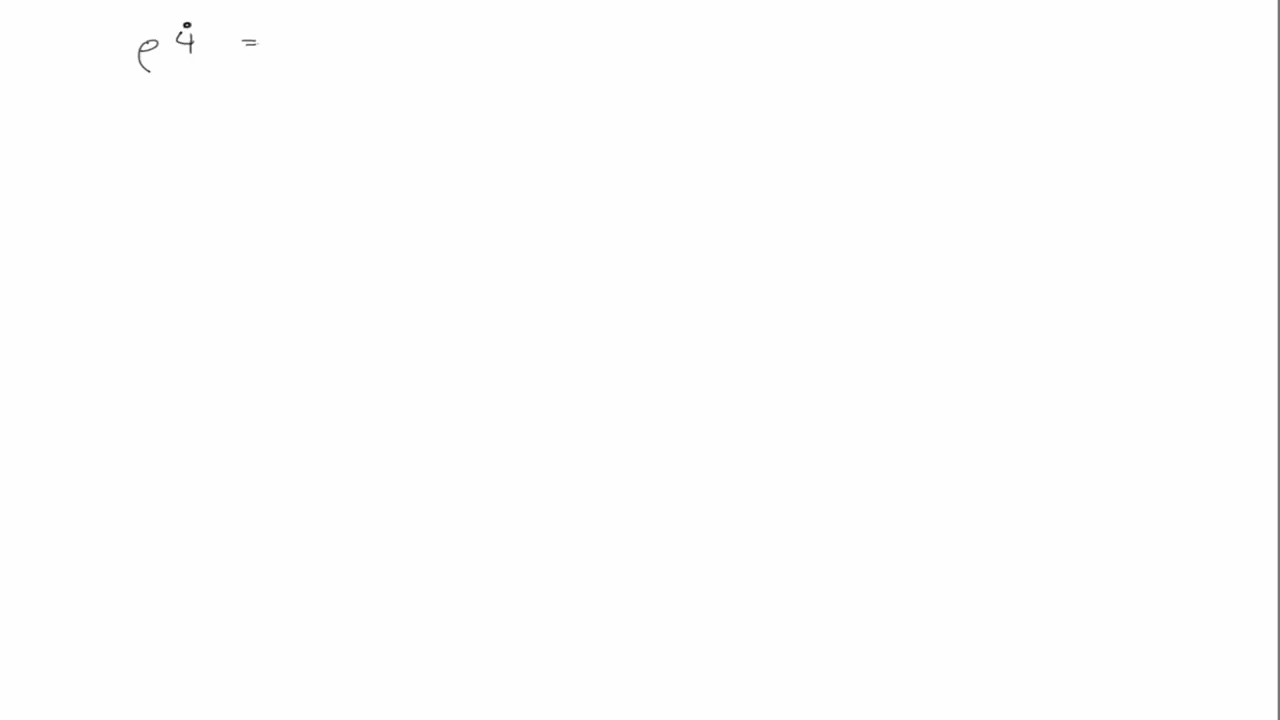 ρ 4̇ =